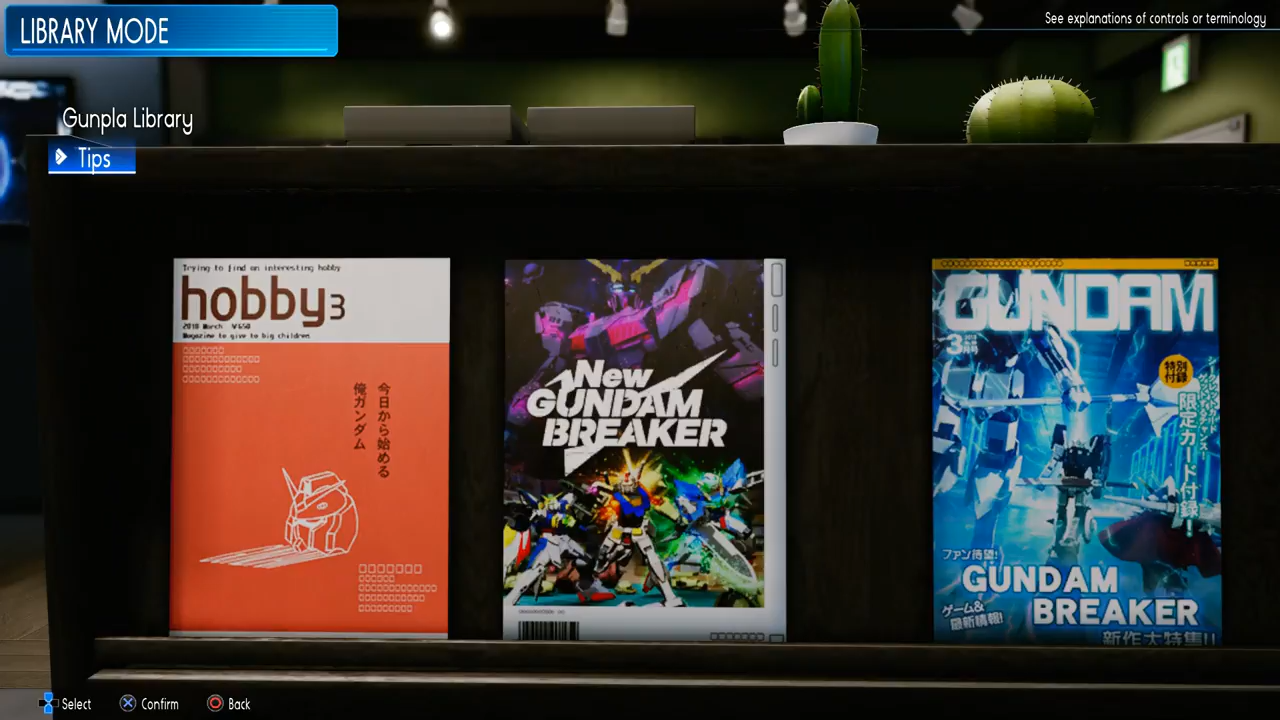 LIBRARY MODE
See explanations of controls or terminology
Gunpla Library
Tips
Trying to find an interesting hobby
hobby3
2018 March ¥650
Magazine to give to big children
今日から始める
俺ガンダム
New
GUNDAM
BREAKER
GUNDAM
3月号
特別
付録
限定カード付録!
ファン待望!
GUNDAM
BREAKER
ゲーム&
最新情報!
新作大特集!!
Select
Confirm
Back